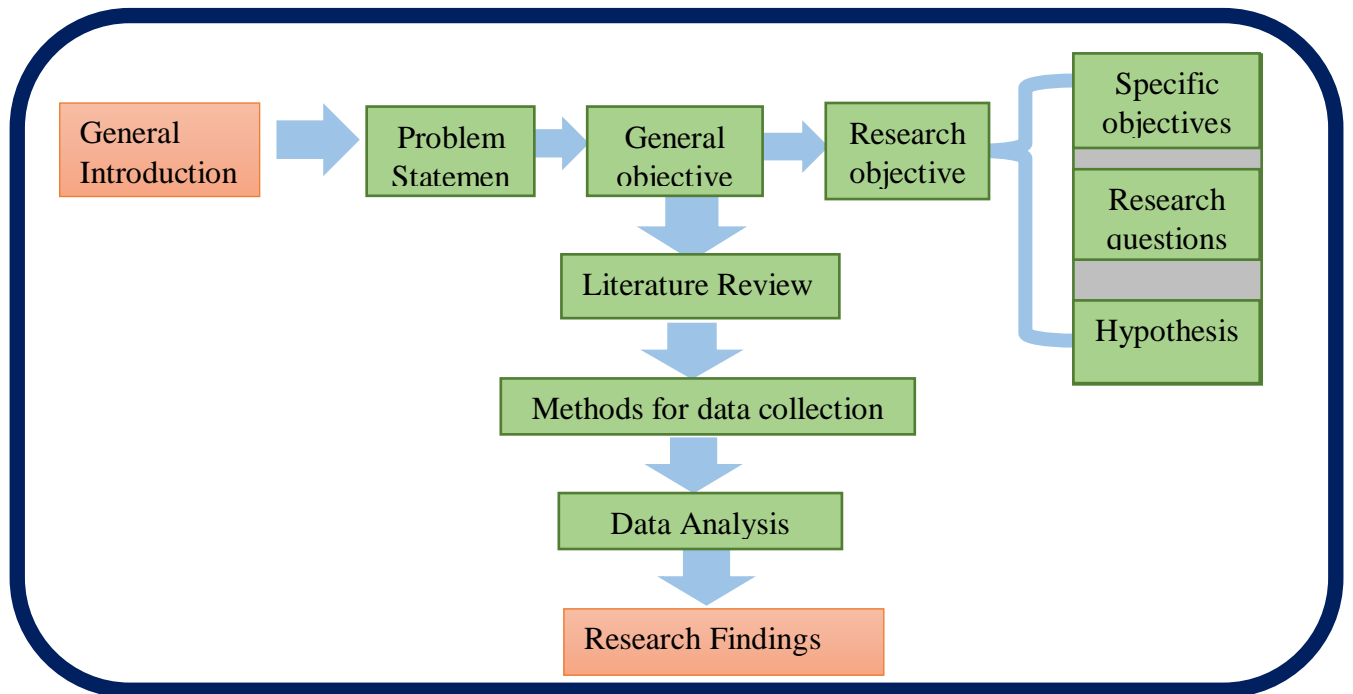 General
Introduction
Problem
Statemen
General
objective
Research
objective
Specific
objectives
Research
questions
Hypothesis
Literature Review
Methods for data collection
Data Analysis
Research Findings